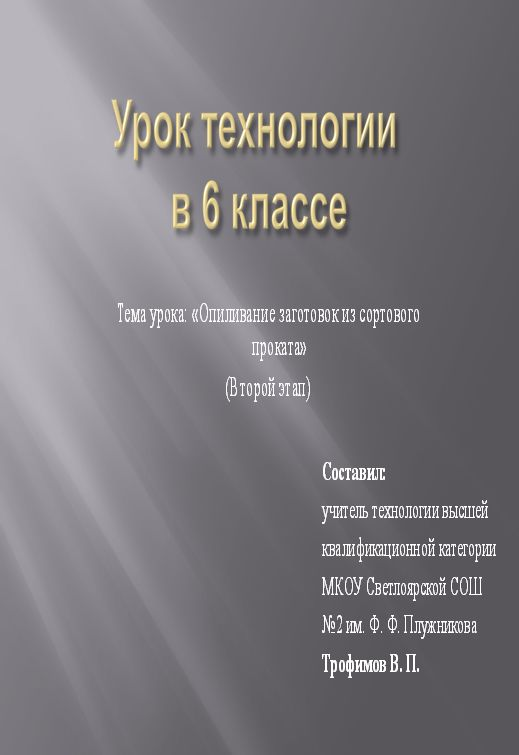 Урок технологии
в 6 классе
Тема урока: «Опиливание заготовок из сортового
проката»
(Второй этап)
Составил:
учитель технологии высшей
квалификационной категории
МКОУ Светлоярской СОШ
№2 им. Ф. Ф. Плужникова
Трофимов В. П.